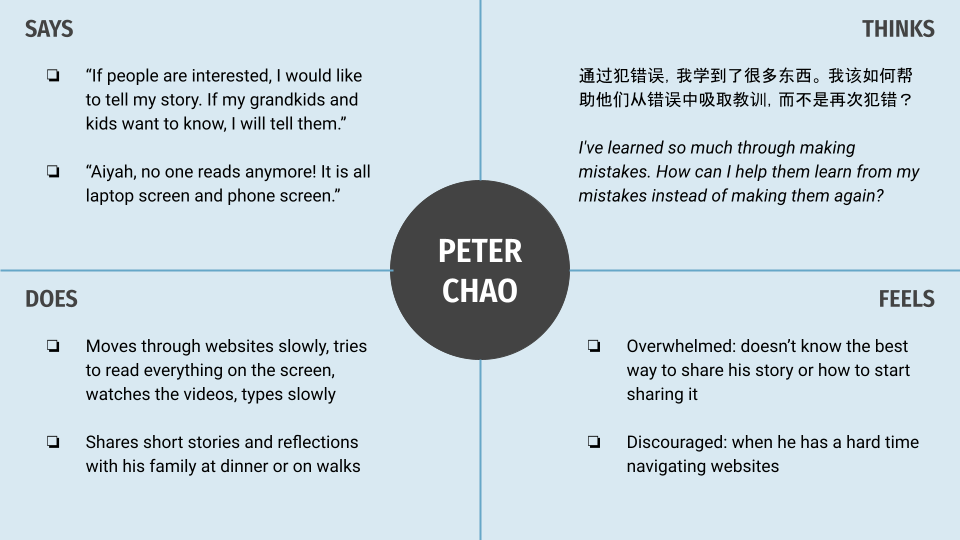 SAYS
“If people are interested, I would like
to tell my story. If my grandkids and
kids want to know, I will tell them.”
“Aiyah, no one reads anymore! It is all
laptop screen and phone screen.”
THINKS
通过犯错误，我学到了很多东西。我该如何帮
助他们从错误中吸取教训，而不是再次犯错？
I've learned so much through making
mistakes. How can I help them learn from my
mistakes instead of making them again?
PETER
CHAO
DOES
Moves through websites slowly, tries
to read everything on the screen,
watches the videos, types slowly
Shares short stories and reflections
with his family at dinner or on walks
FEELS
Overwhelmed: doesn’t know the best
way to share his story or how to start
sharing it
Discouraged: when he has a hard time
navigating websites